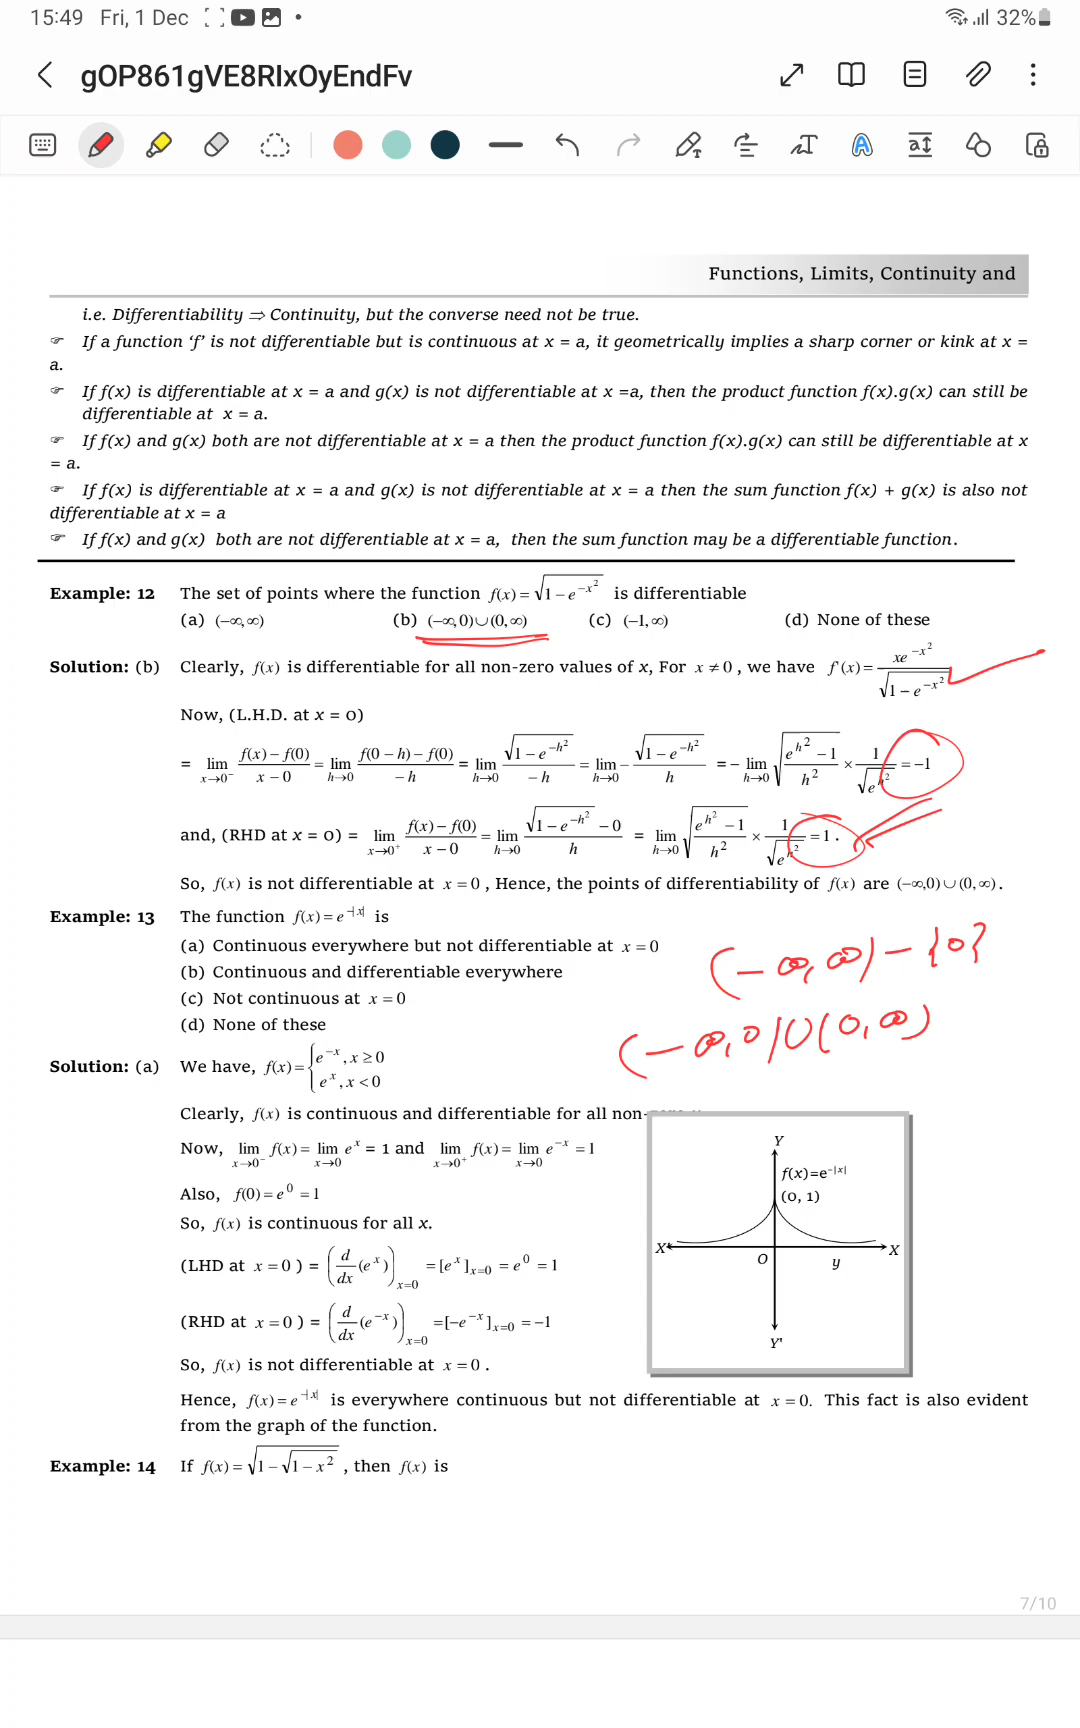 15:49 Fri, 1 Dec 32%
gOP861gVE8RIxOyEndFv
Functions, Limits, Continuity and
i.e. Differentiability ⇒ Continuity, but the converse need not be true.
☞ If a function ‘f’ is not differentiable but is continuous at x = a, it geometrically implies a sharp corner or kink at x =
a.
☞ If f(x) is differentiable at x = a and g(x) is not differentiable at x =a, then the product function f(x).g(x) can still be
differentiable at x = a.
☞ If f(x) and g(x) both are not differentiable at x = a then the product function f(x).g(x) can still be differentiable at x
= a.
☞ If f(x) is differentiable at x = a and g(x) is not differentiable at x = a then the sum function f(x) + g(x) is also not
differentiable at x = a
☞ If f(x) and g(x) both are not differentiable at x = a, then the sum function may be a differentiable function.
Example: 12 The set of points where the function f(x) = √(1 − e^(−x²)) is differentiable
(a) (−∞, ∞) (b) (−∞, 0) ∪ (0, ∞) (c) (−1, ∞) (d) None of these
Solution: (b) Clearly, f(x) is differentiable for all non-zero values of x, For x ≠ 0, we have f'(x) = xe^(−x²) / √(1 − e^(−x²))
Now, (L.H.D. at x = 0)
= lim x→0⁻ (f(x) − f(0))/(x − 0) = lim h→0 (f(0 − h) − f(0))/(−h) = lim h→0 √(1 − e^(−h²))/(−h) = lim h→0 − √(1 − e^(−h²))/h = − lim h→0 √((e^(h²) − 1)/h²) × 1/√(e^(h²)) = −1
and, (RHD at x = 0) = lim x→0⁺ (f(x) − f(0))/(x − 0) = lim h→0 (√(1 − e^(−h²)) − 0)/h = lim h→0 √((e^(h²) − 1)/h²) × 1/√(e^(h²)) = 1.
So, f(x) is not differentiable at x = 0, Hence, the points of differentiability of f(x) are (−∞,0) ∪ (0, ∞).
Example: 13 The function f(x) = e^(−|x|) is
(a) Continuous everywhere but not differentiable at x = 0
(−∞, ∞) − {0}
(b) Continuous and differentiable everywhere
(c) Not continuous at x = 0
(d) None of these
(−∞, 0) ∪ (0, ∞)
Solution: (a) We have, f(x) = { e^(−x), x ≥ 0
e^x, x < 0
Clearly, f(x) is continuous and differentiable for all non-
Now, lim x→0⁻ f(x) = lim x→0 e^x = 1 and lim x→0⁺ f(x) = lim x→0 e^(−x) = 1
Also, f(0) = e^0 = 1
So, f(x) is continuous for all x.
(LHD at x = 0) = (d/dx (e^x)) x=0 = [e^x] x=0 = e^0 = 1
(RHD at x = 0) = (d/dx (e^(−x))) x=0 = [−e^(−x)] x=0 = −1
So, f(x) is not differentiable at x = 0.
Y
f(x)=e^(−|x|)
(0, 1)
X O y X
Y'
Hence, f(x) = e^(−|x|) is everywhere continuous but not differentiable at x = 0. This fact is also evident
from the graph of the function.
Example: 14 If f(x) = √(1 − √(1 − x²)), then f(x) is
7/10